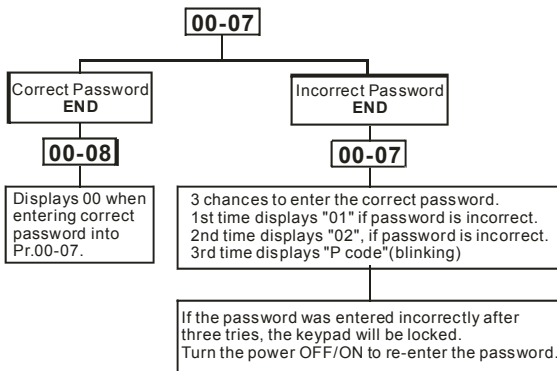 00-07
Correct Password
END
00-08
Displays 00 when
entering correct
password into
Pr.00-07.
Incorrect Password
END
00-07
3 chances to enter the correct password.
1st time displays "01" if password is incorrect.
2nd time displays "02", if password is incorrect.
3rd time displays "P code"(blinking)
If the password was entered incorrectly after
three tries, the keypad will be locked.
Turn the power OFF/ON to re-enter the password.